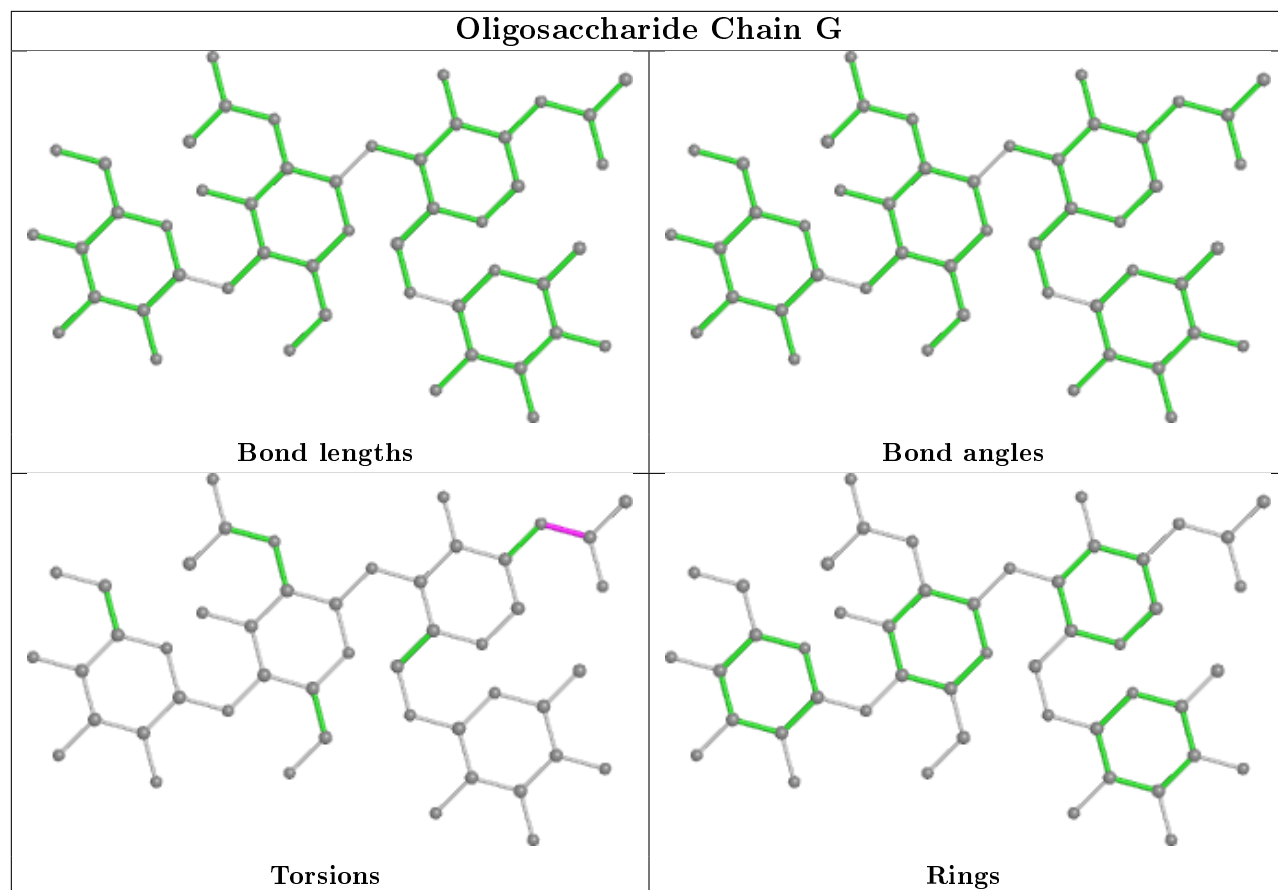 Oligosaccharide Chain G
Bond lengths
Bond angles
Torsions
Rings